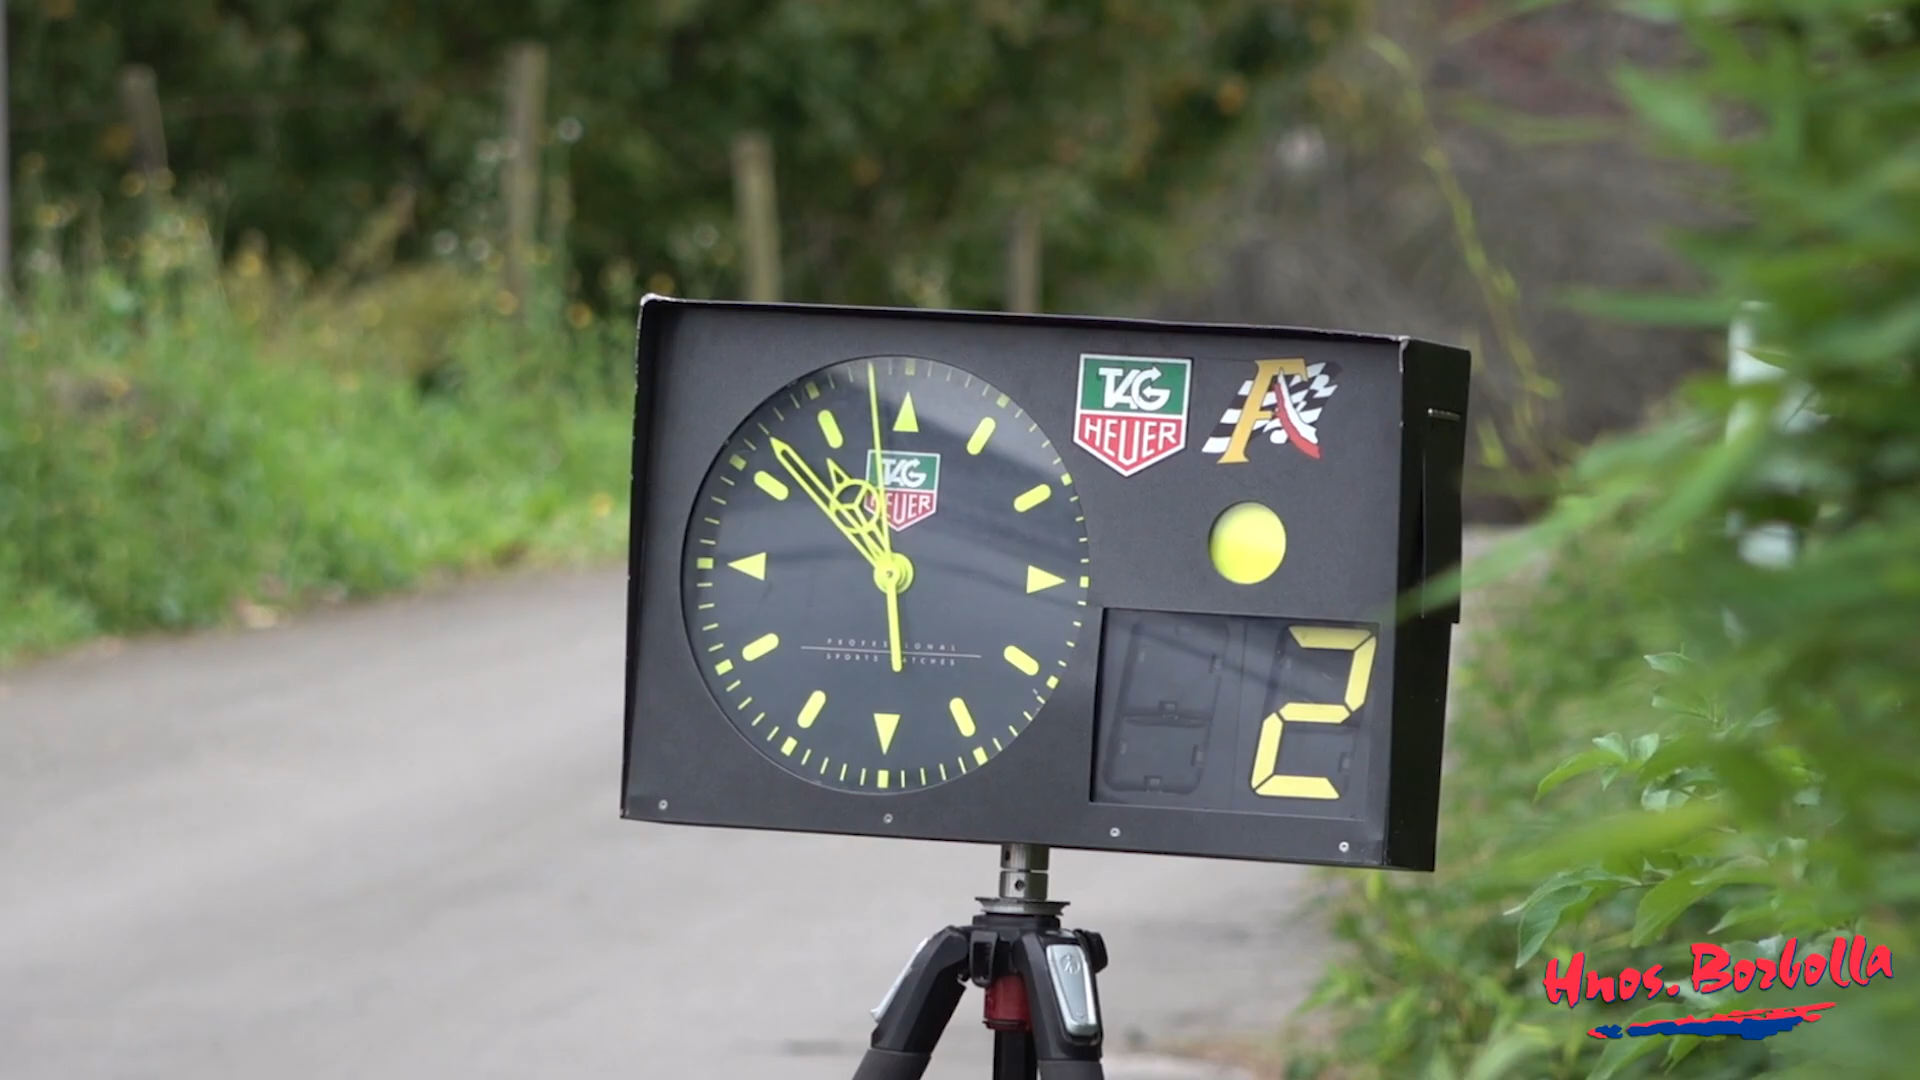 TAG
HEUER
TAG
HEUER
PROFESSIONAL
SPORTS WATCHES
2
Hnos. Borbolla